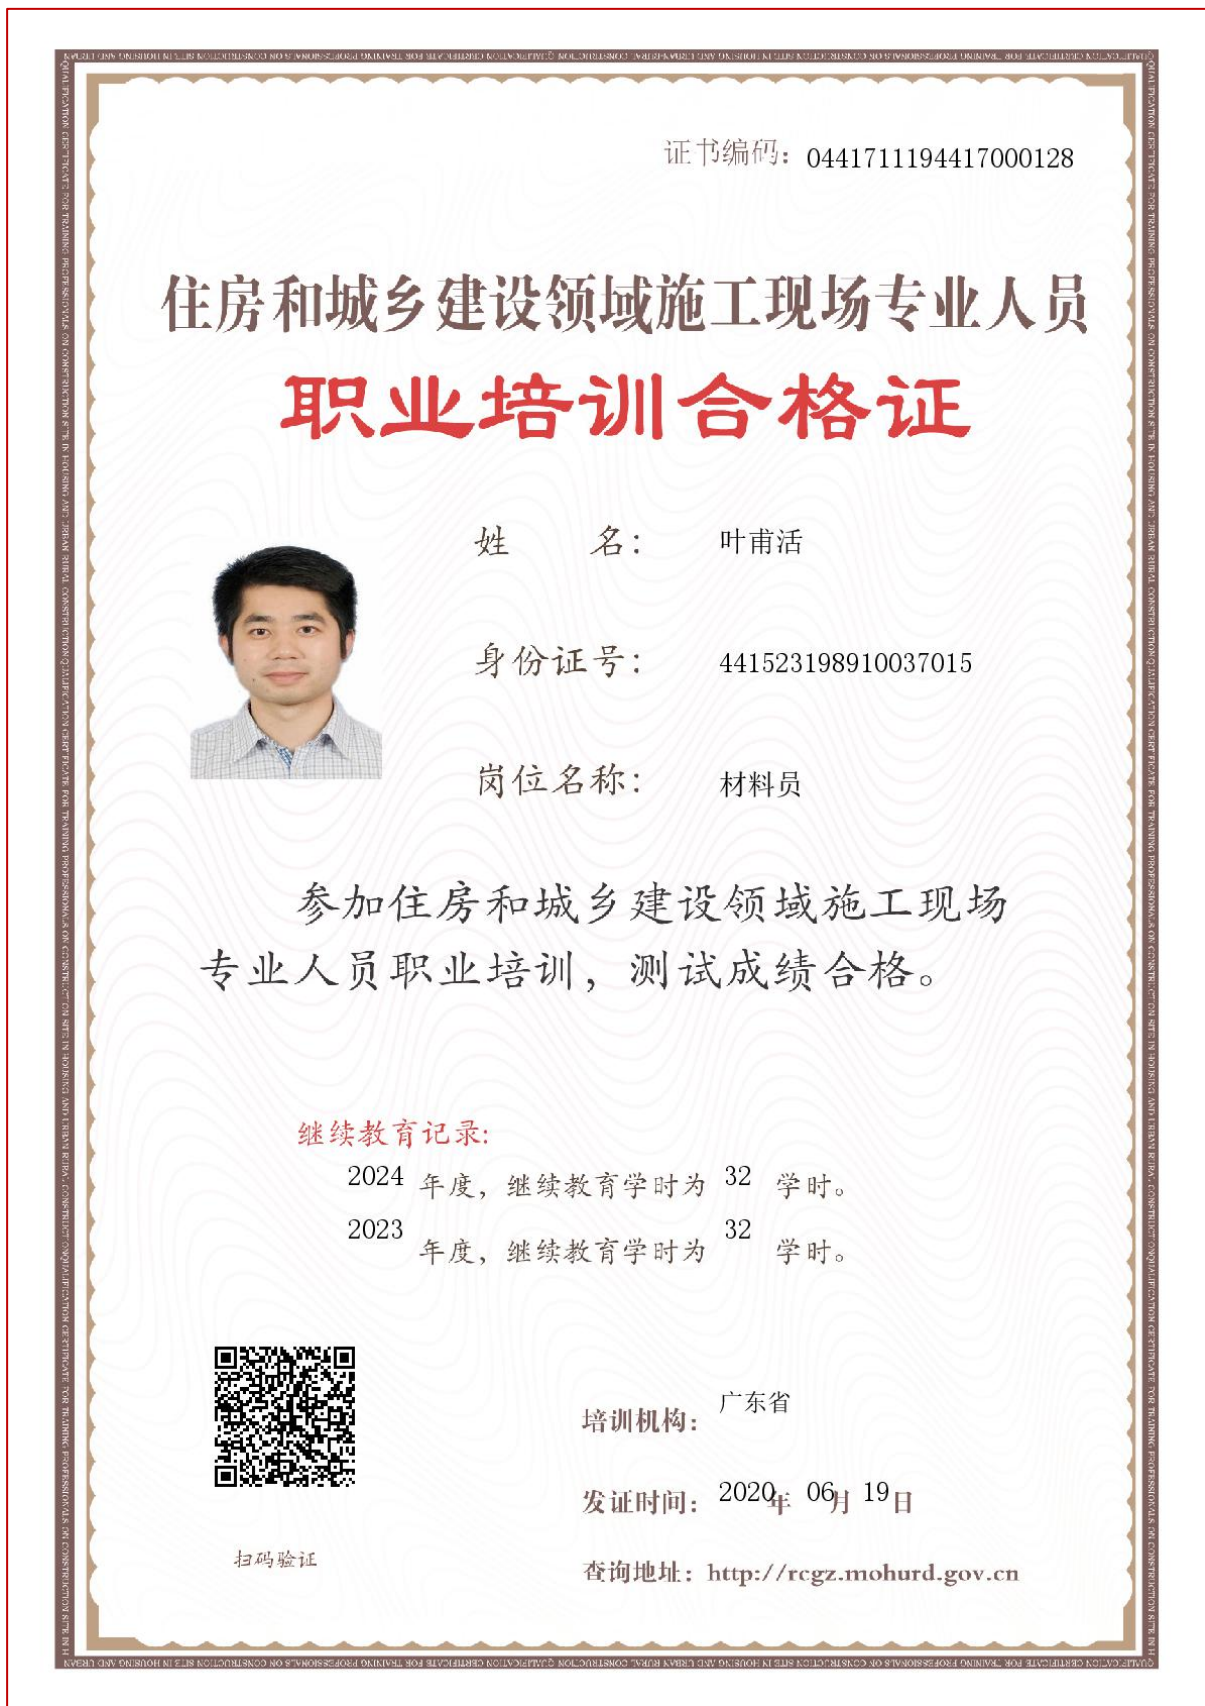 证书编码：0441711194417000128
住房和城乡建设领域施工现场专业人员
职业培训合格证
姓 名： 叶甫活
身份证号： 441523198910037015
岗位名称： 材料员
参加住房和城乡建设领域施工现场
专业人员职业培训，测试成绩合格。
继续教育记录:
2024 年度，继续教育学时为 32 学时。
2023 年度，继续教育学时为 32 学时。
培训机构： 广东省
发证时间： 2020年 06月 19日
扫码验证
查询地址：http://rcgz.mohurd.gov.cn